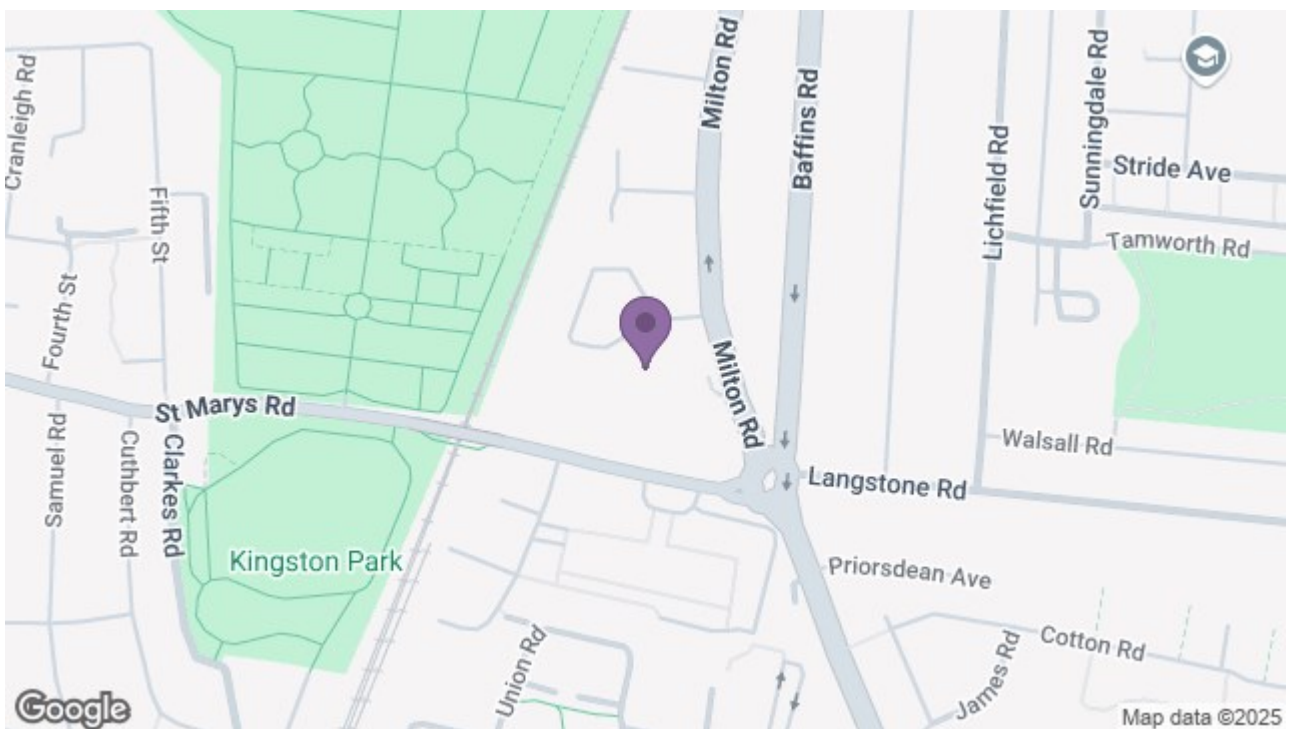 Cranleigh Rd
Fifth St
Fourth St
Samuel Rd
Cuthbert Rd
Clarkes Rd
St Marys Rd
Kingston Park
Union Rd
Milton Rd
Milton Rd
Baffins Rd
Lichfield Rd
Sunningdale Rd
Stride Ave
Tamworth Rd
Walsall Rd
Langstone Rd
Priorsdean Ave
Cotton Rd
James Rd
Google
Map data ©2025